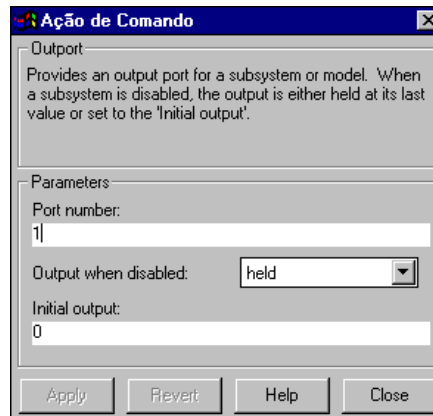 Ação de Comando
Outport
Provides an output port for a subsystem or model. When
a subsystem is disabled, the output is either held at its last
value or set to the 'Initial output'.
Parameters
Port number:
1
Output when disabled:
held
Initial output:
0
Apply
Revert
Help
Close